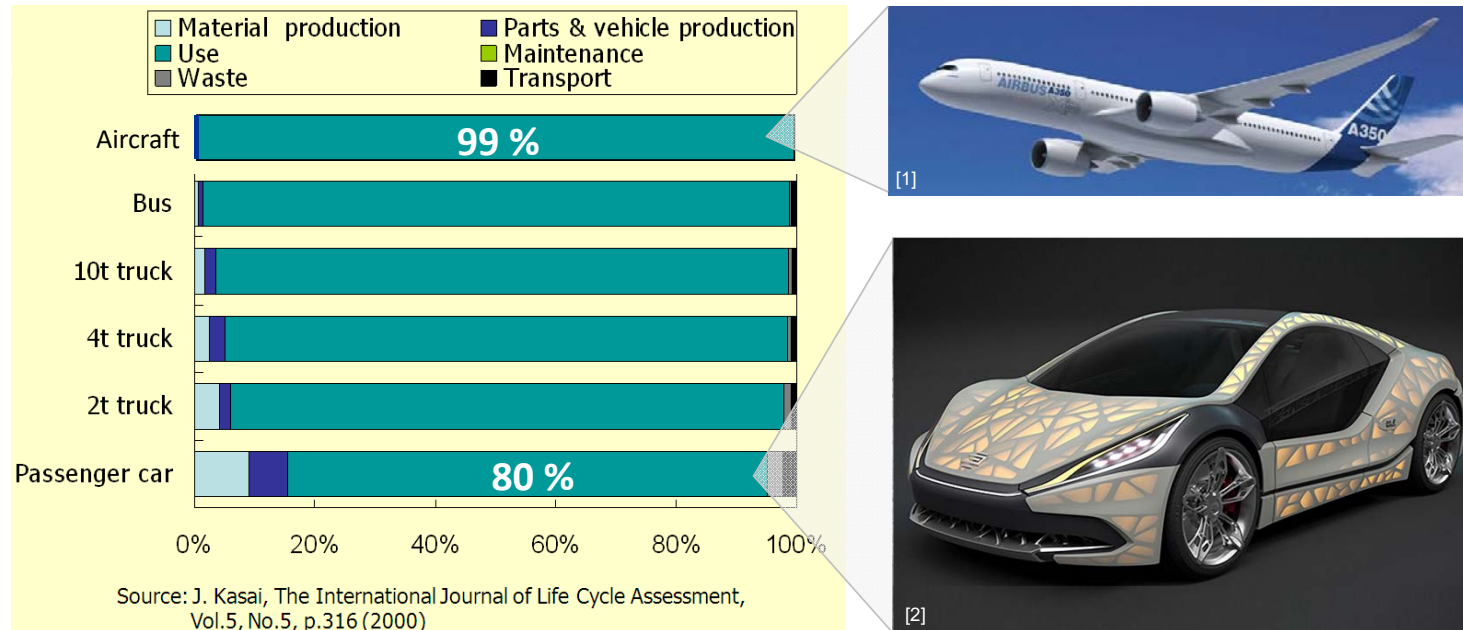 Material production
Parts & vehicle production
Use
Maintenance
Waste
Transport
Aircraft
99 %
Bus
10t truck
4t truck
2t truck
Passenger car
80 %
0%
20%
40%
60%
80%
100%
Source: J. Kasai, The International Journal of Life Cycle Assessment,
Vol.5, No.5, p.316 (2000)
AIRBUS A350
A350
[1]
[2]